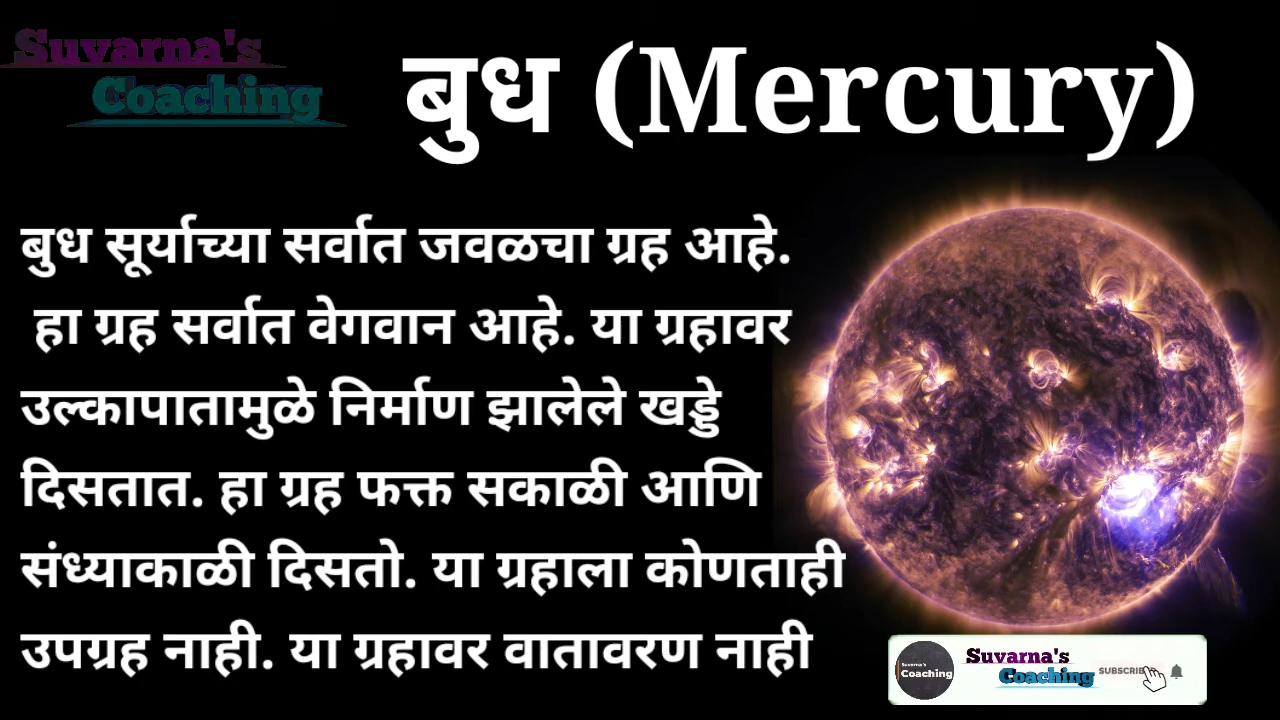 Suvarna's
Coaching
बुध (Mercury)
बुध सूर्याच्या सर्वात जवळचा ग्रह आहे.
हा ग्रह सर्वात वेगवान आहे. या ग्रहावर
उल्कापातामुळे निर्माण झालेले खड्डे
दिसतात. हा ग्रह फक्त सकाळी आणि
संध्याकाळी दिसतो. या ग्रहाला कोणताही
उपग्रह नाही. या ग्रहावर वातावरण नाही
Suvarna's
Coaching
Suvarna's
Coaching
SUBSCRIBE